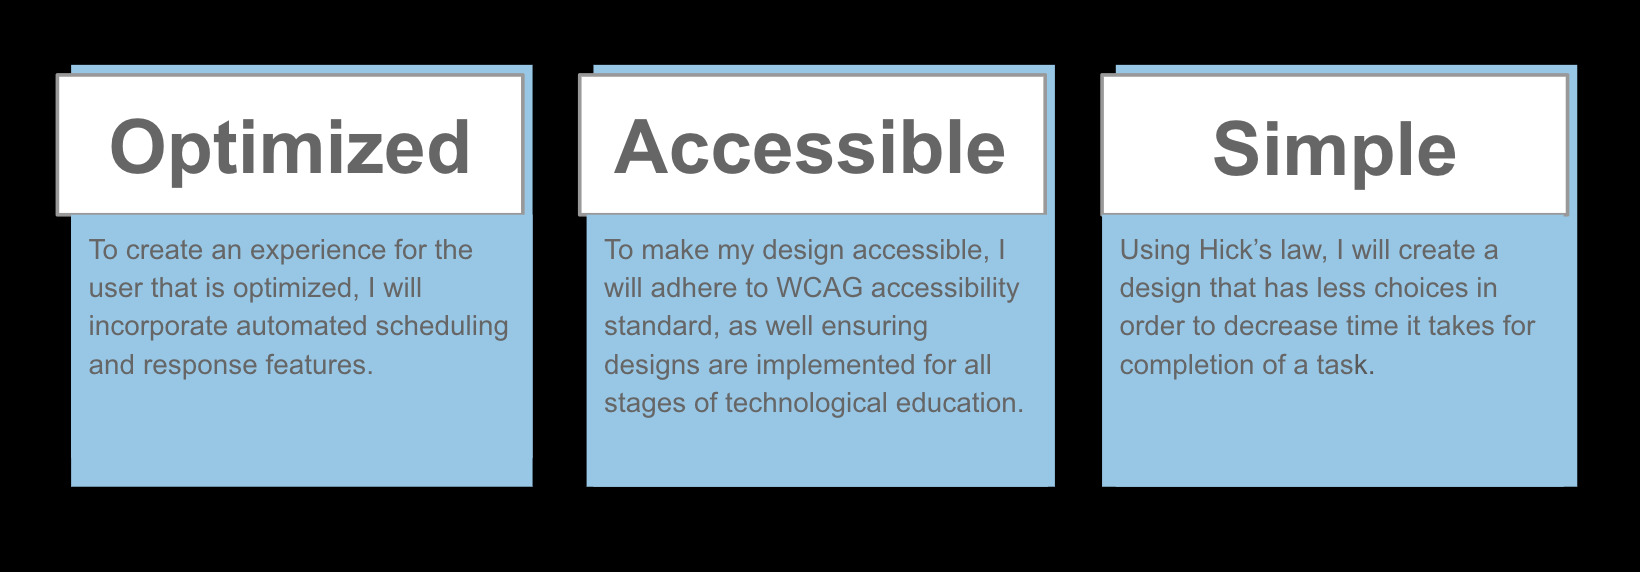 Optimized
To create an experience for the
user that is optimized, I will
incorporate automated scheduling
and response features.
Accessible
To make my design accessible, I
will adhere to WCAG accessibility
standard, as well ensuring
designs are implemented for all
stages of technological education.
Simple
Using Hick’s law, I will create a
design that has less choices in
order to decrease time it takes for
completion of a task.